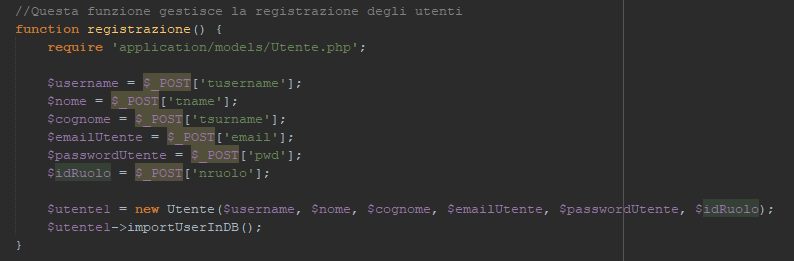 //Questa funzione gestisce la registrazione degli utenti
function registrazione() {
require 'application/models/Utente.php';
$username = $_POST['tusername'];
$nome = $_POST['tname'];
$cognome = $_POST['tsurname'];
$emailUtente = $_POST['email'];
$passwordUtente = $_POST['pwd'];
$idRuolo = $_POST['nruolo'];
$utente1 = new Utente($username, $nome, $cognome, $emailUtente, $passwordUtente, $idRuolo);
$utente1->importUserInDB();
}